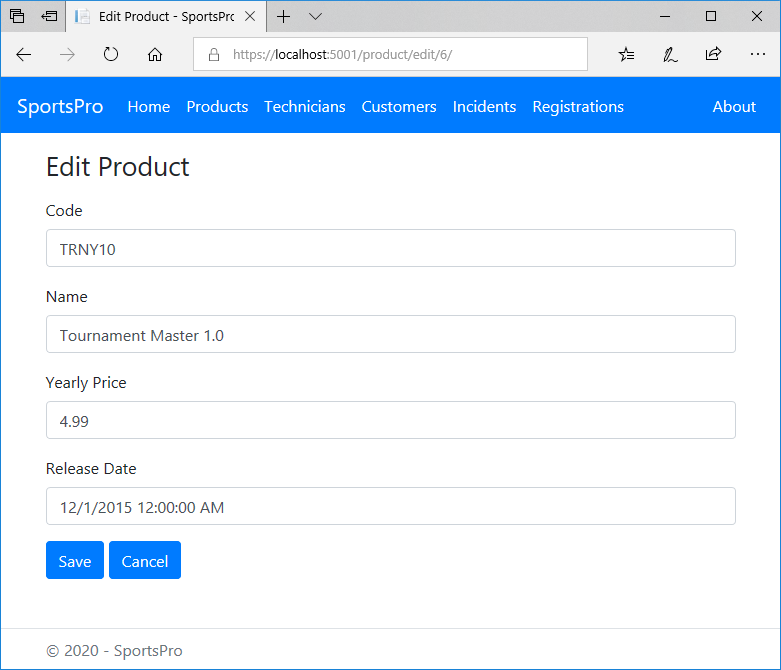 Edit Product - SportsPro
https://localhost:5001/product/edit/6/
SportsPro Home Products Technicians Customers Incidents Registrations About
Edit Product
Code
TRNY10
Name
Tournament Master 1.0
Yearly Price
4.99
Release Date
12/1/2015 12:00:00 AM
Save Cancel
© 2020 - SportsPro